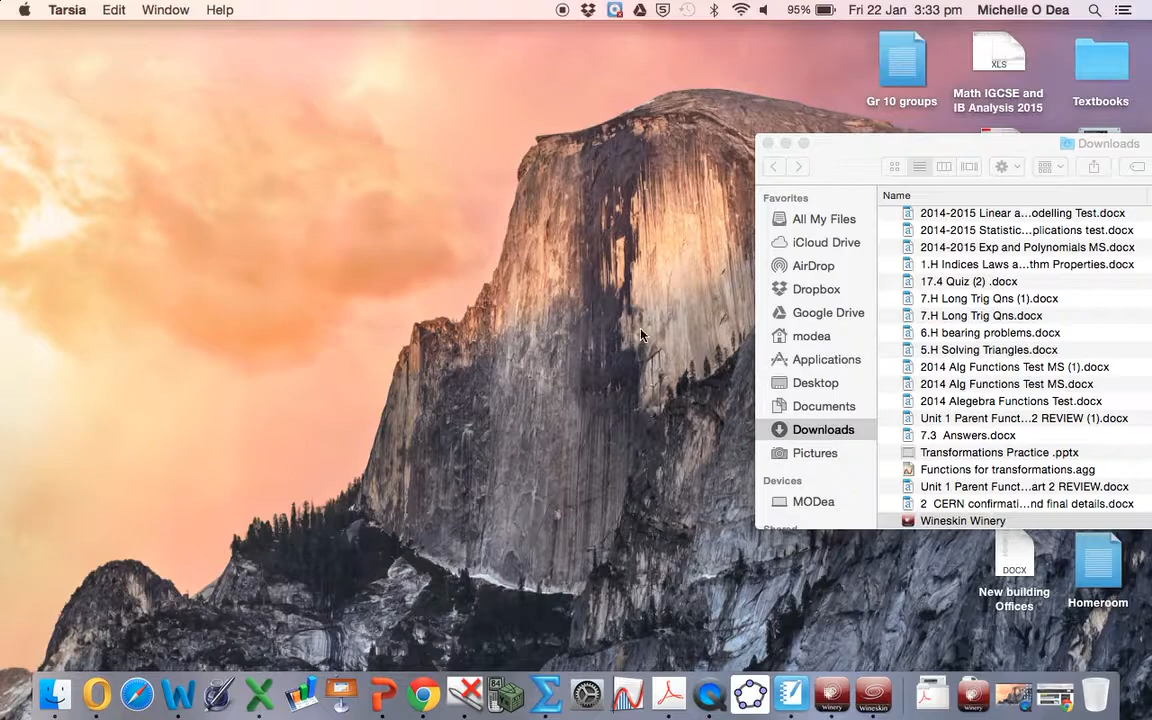 Tarsia Edit Window Help 95% Fri 22 Jan 3:33 pm Michelle O Dea
Gr 10 groups
XLS
Math IGCSE and
IB Analysis 2015
Textbooks
Downloads
Favorites
All My Files
iCloud Drive
AirDrop
Dropbox
Google Drive
modea
Applications
Desktop
Documents
Downloads
Pictures
Devices
MODea
Name
2014-2015 Linear a...odelling Test.docx
2014-2015 Statistic...plications test.docx
2014-2015 Exp and Polynomials MS.docx
1.H Indices Laws a...thm Properties.docx
17.4 Quiz (2) .docx
7.H Long Trig Qns (1).docx
7.H Long Trig Qns.docx
6.H bearing problems.docx
5.H Solving Triangles.docx
2014 Alg Functions Test MS (1).docx
2014 Alg Functions Test MS.docx
2014 Alegebra Functions Test.docx
Unit 1 Parent Funct...2 REVIEW (1).docx
7.3 Answers.docx
Transformations Practice .pptx
Functions for transformations.agg
Unit 1 Parent Funct...art 2 REVIEW.docx
2 CERN confirmati...nd final details.docx
Wineskin Winery
DOCX
New building
Offices
Homeroom
84
Winery
Wineskin
Winery